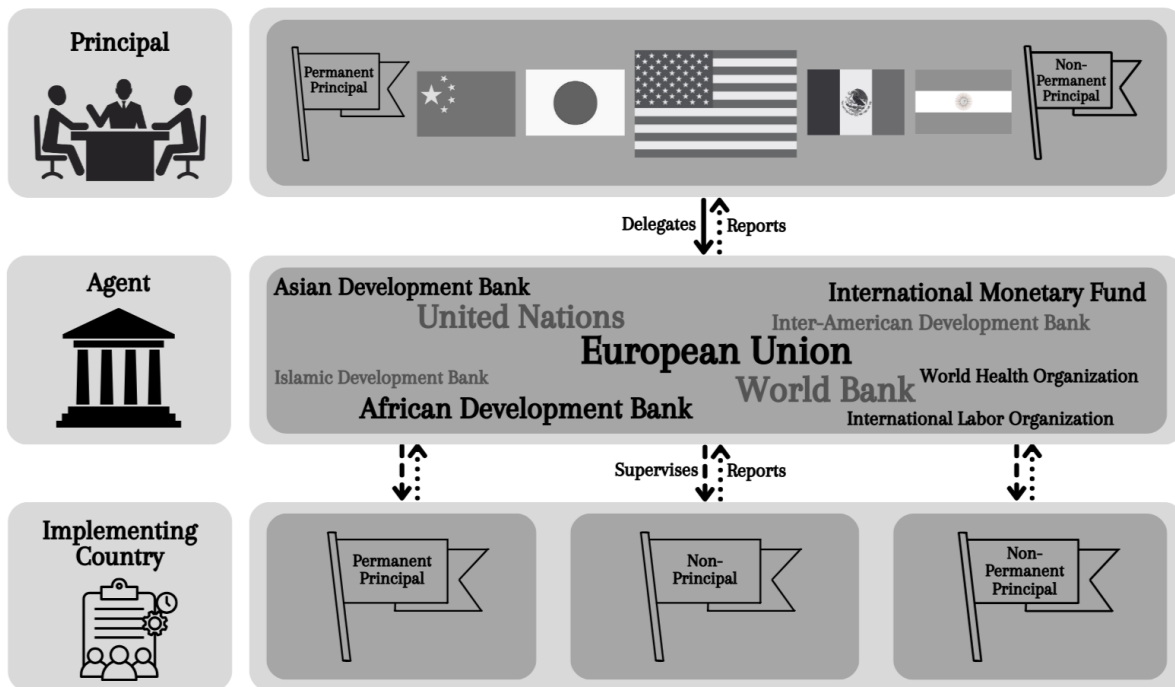 Principal
Permanent
Principal
Non-
Permanent
Principal
Delegates
Reports
Agent
Asian Development Bank
International Monetary Fund
United Nations
Inter-American Development Bank
European Union
Islamic Development Bank
World Bank
World Health Organization
African Development Bank
International Labor Organization
Supervises
Reports
Implementing
Country
Permanent
Principal
Non-
Principal
Non-
Permanent
Principal